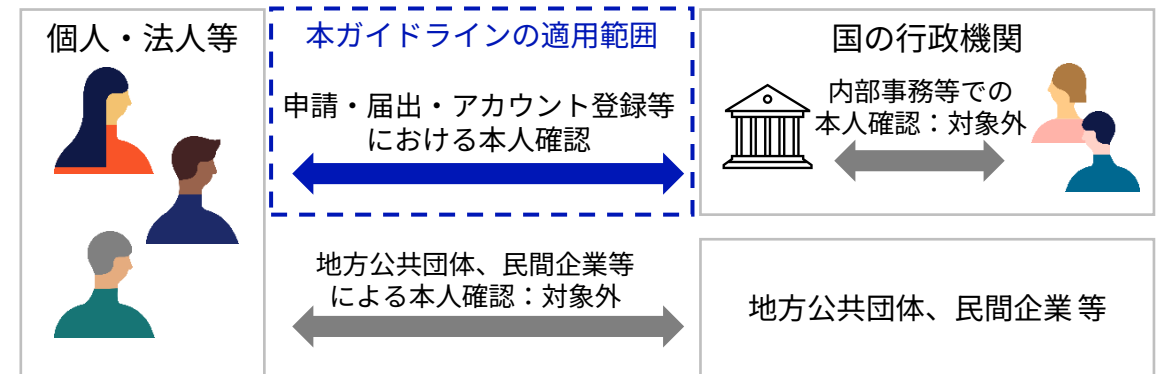 個人・法人等
本ガイドラインの適用範囲
申請・届出・アカウント登録等
における本人確認
国の行政機関
内部事務等での
本人確認：対象外
地方公共団体、民間企業等
による本人確認：対象外
地方公共団体、民間企業等